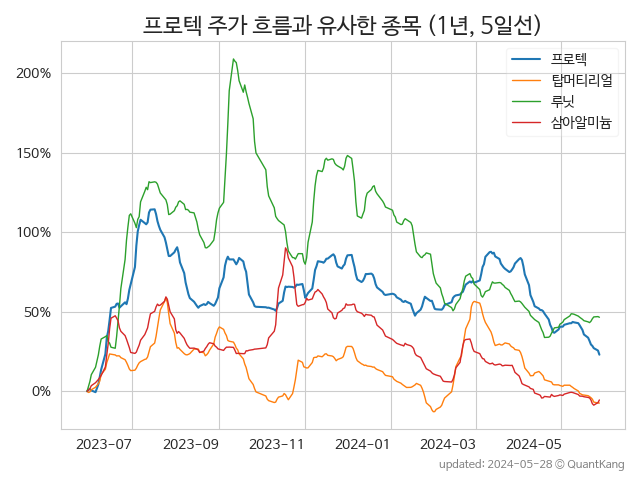 프로텍 주가 흐름과 유사한 종목 (1년, 5일선)
프로텍
탑머티리얼
루닛
삼아알미늄
200%
150%
100%
50%
0%
2023-07
2023-09
2023-11
2024-01
2024-03
2024-05
updated: 2024-05-28 © QuantKang